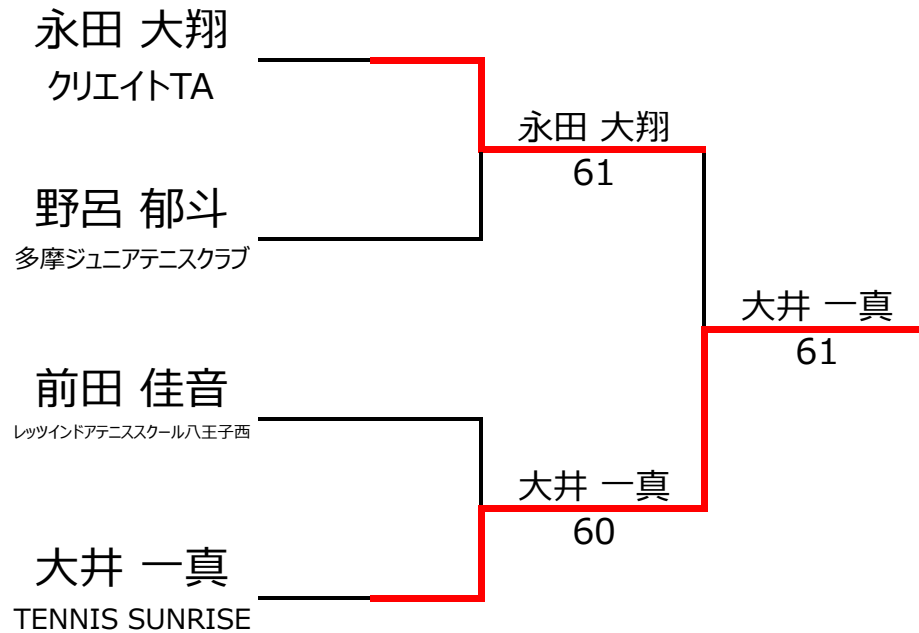 永田 大翔
クリエイトTA
野呂 郁斗
多摩ジュニアテニスクラブ
前田 佳音
レッツインドアテニススクール八王子西
大井 一真
TENNIS SUNRISE
永田 大翔
61
大井 一真
60
大井 一真
61